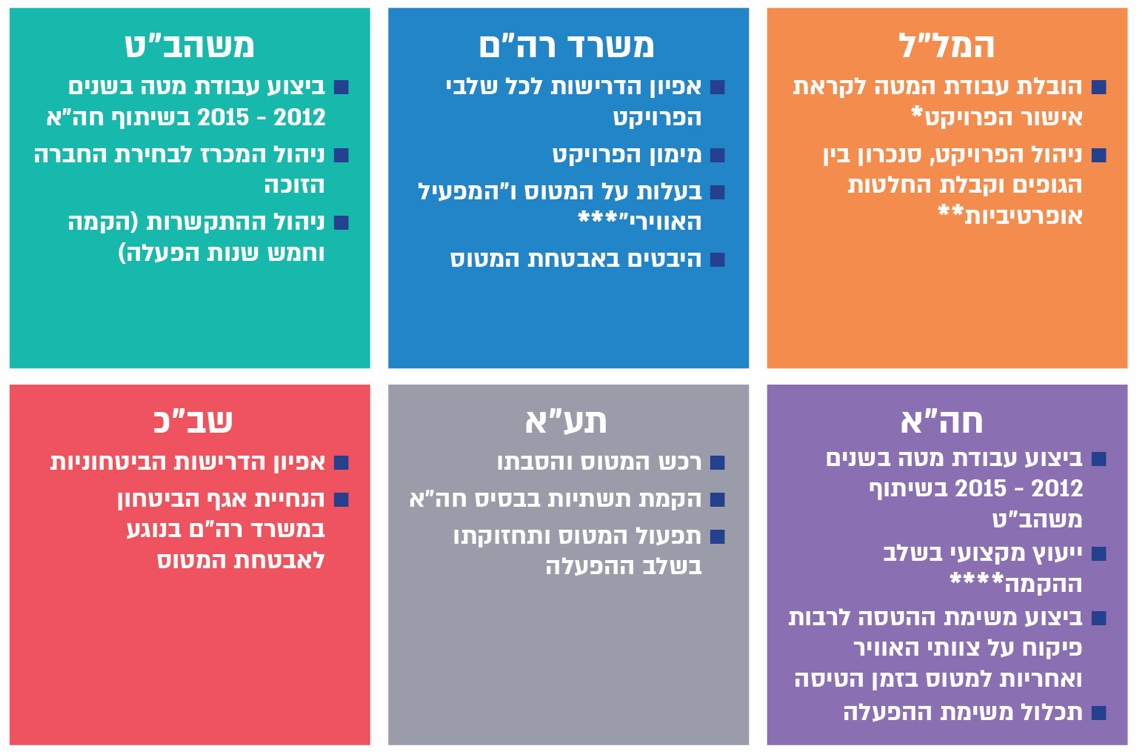 המל"ל
הובלת עבודת המטה לקראת
אישור הפרויקט*
ניהול הפרויקט, סנכרון בין
הגופים וקבלת החלטות
אופרטיביות**
משרד רה"ם
אפיון הדרישות לכל שלבי
הפרויקט
מימון הפרויקט
בעלות על המטוס ו"המפעיל
האווירי"***
היבטים באבטחת המטוס
משהב"ט
ביצוע עבודת מטה בשנים
2012 - 2015 בשיתוף חה"א
ניהול המכרז לבחירת החברה
הזוכה
ניהול ההתקשרות (הקמה
וחמש שנות הפעלה)
חה"א
ביצוע עבודת מטה בשנים
2012 - 2015 בשיתוף
משהב"ט
ייעוץ מקצועי בשלב
ההקמה****
ביצוע משימת ההטסה לרבות
פיקוח על צוותי האוויר
ואחריות למטוס בזמן הטיסה
תכלול משימת ההפעלה
תע"א
רכש המטוס והסבתו
הקמת תשתיות בבסיס חה"א
תפעול המטוס ותחזוקתו
בשלב ההפעלה
שב"כ
אפיון הדרישות הביטחוניות
הנחיית אגף הביטחון
במשרד רה"ם בנוגע
לאבטחת המטוס